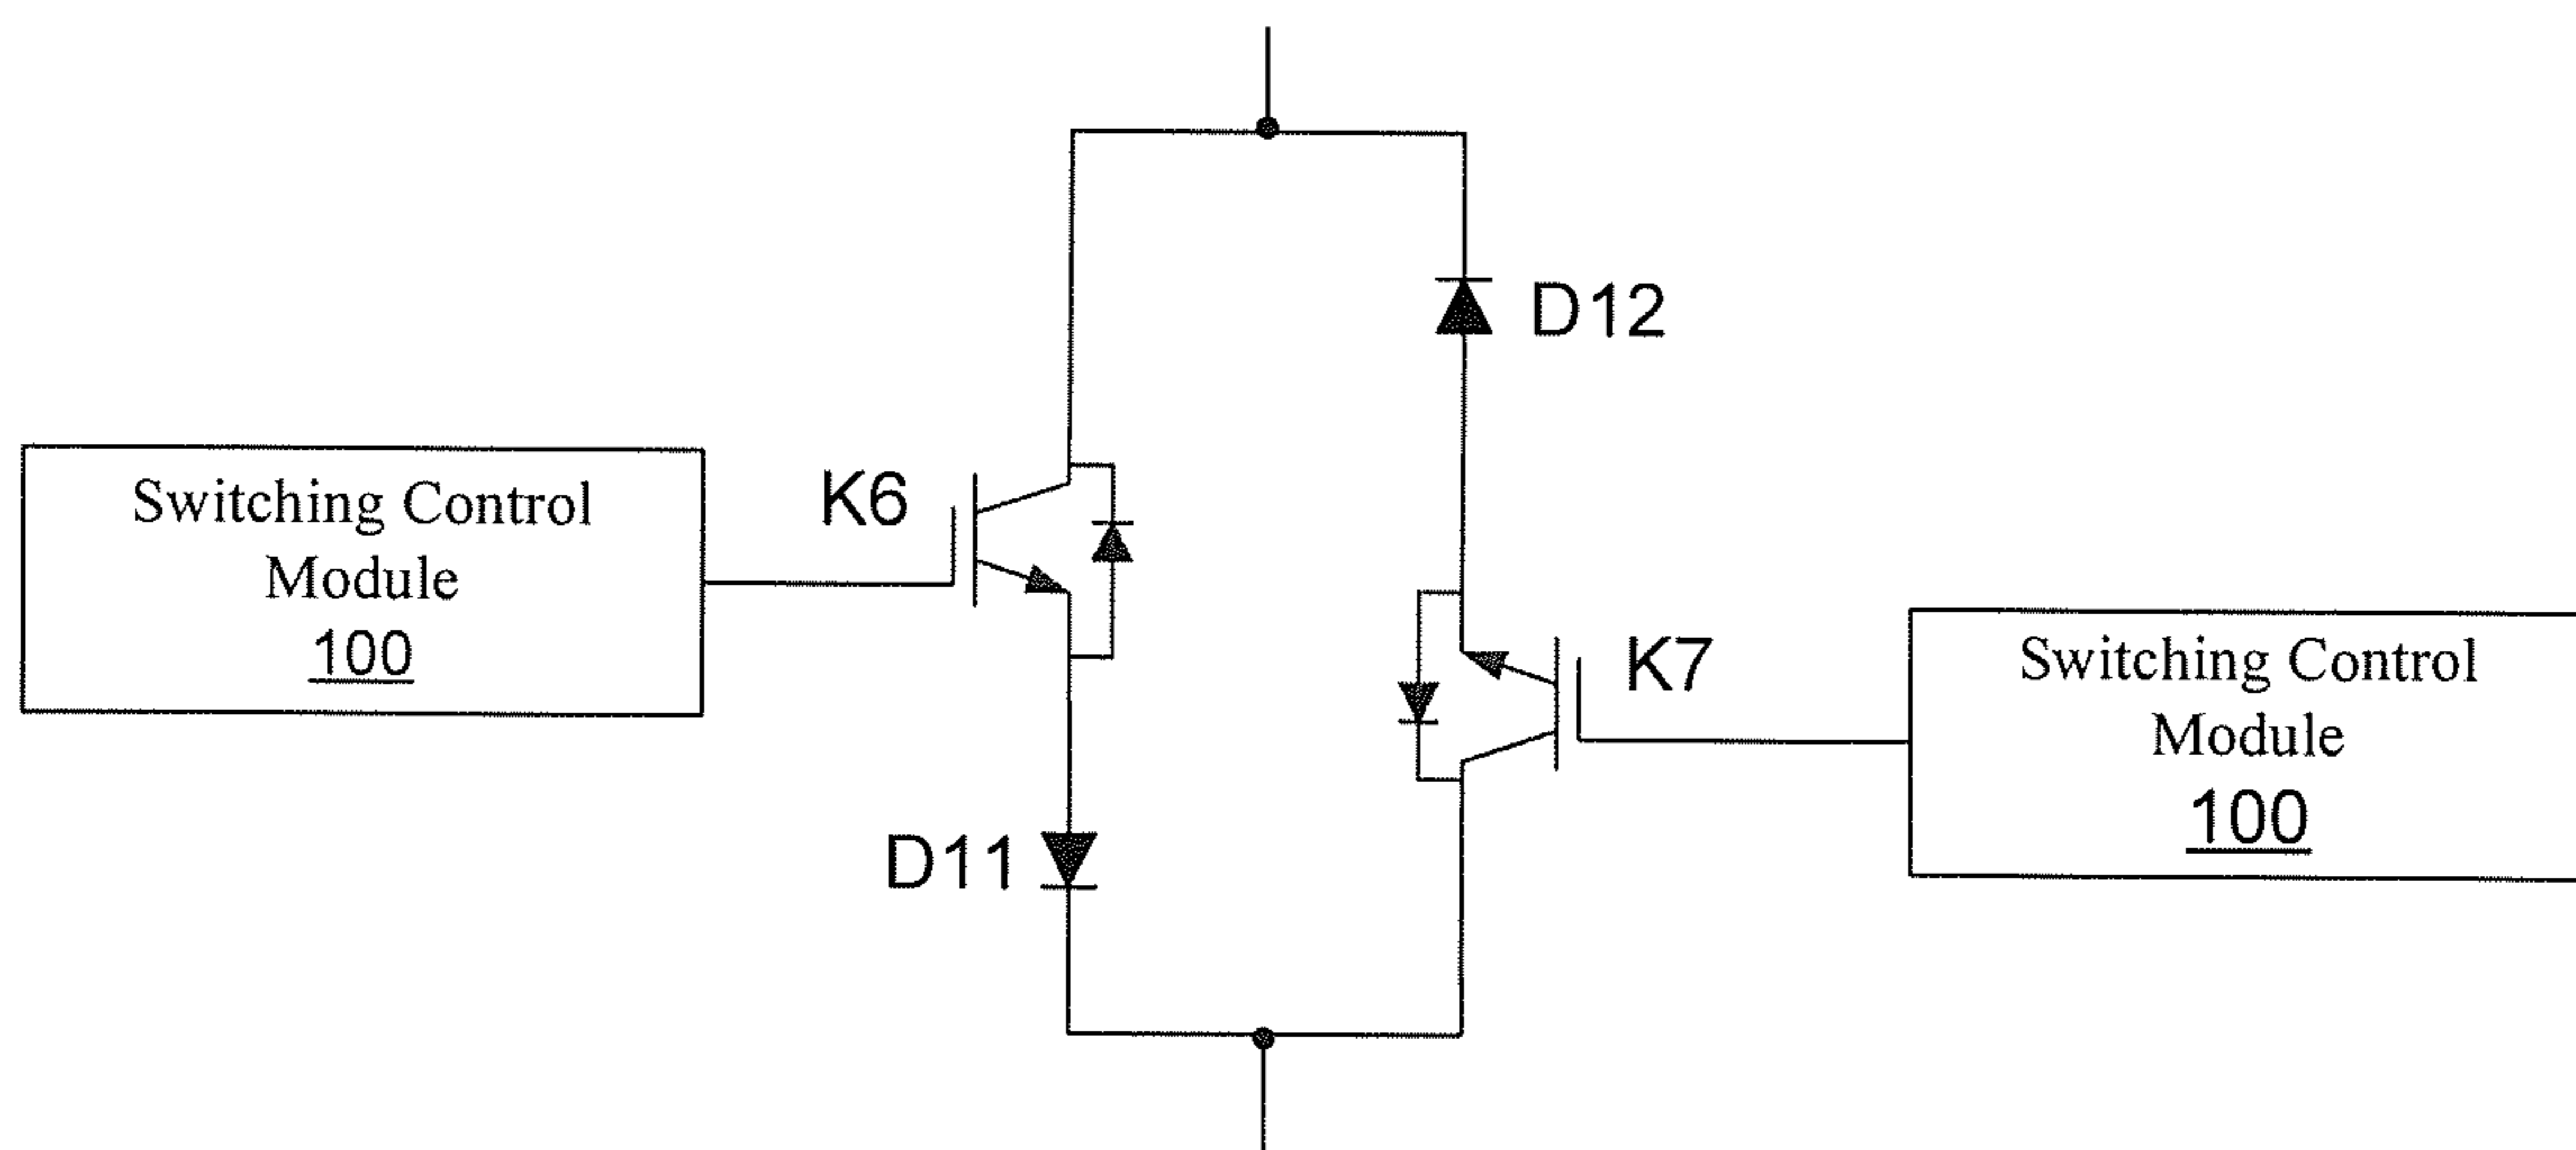 D12
K6
Switching Control
Module
100
K7
Switching Control
Module
100
D11